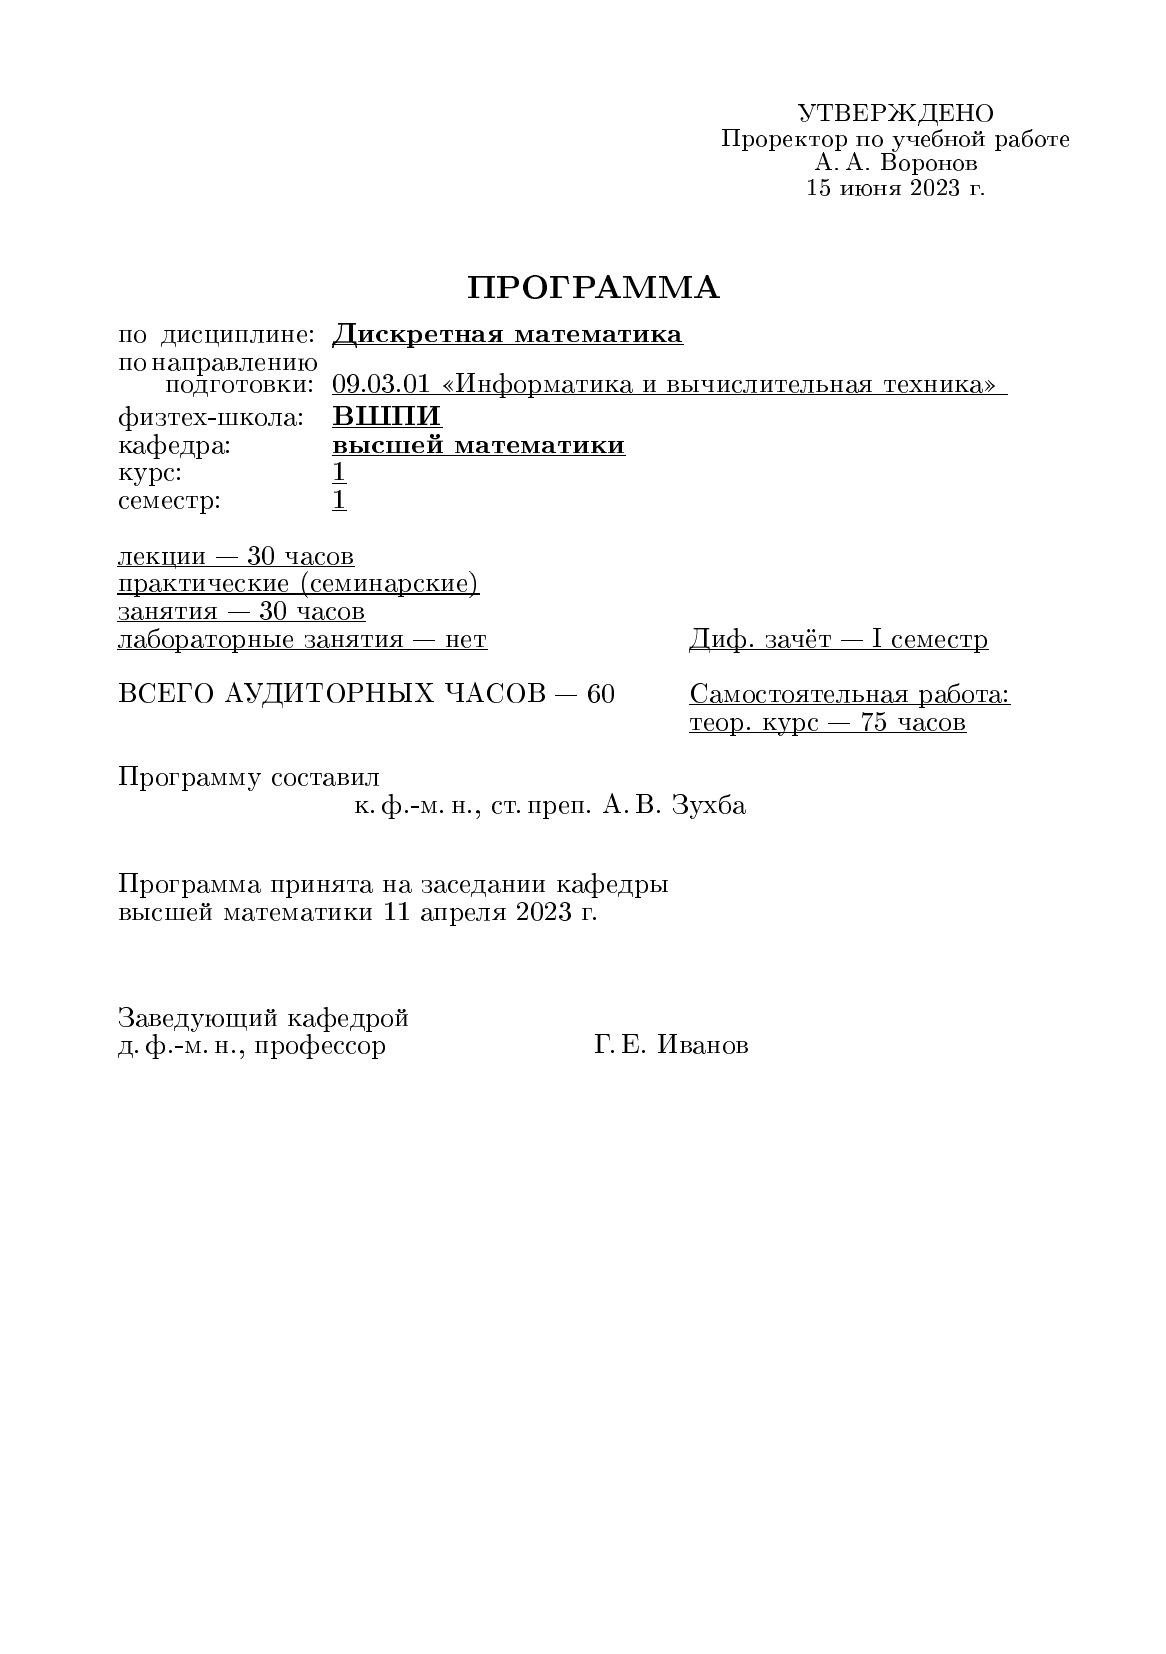 УТВЕРЖДЕНО
Проректор по учебной работе
А. А. Воронов
15 июня 2023 г.
ПРОГРАММА
по дисциплине: Дискретная математика
по направлению
подготовки: 09.03.01 «Информатика и вычислительная техника»
физтех-школа: ВШПИ
кафедра: высшей математики
курс: 1
семестр: 1
лекции — 30 часов
практические (семинарские)
занятия — 30 часов
лабораторные занятия — нет Диф. зачёт — I семестр
ВСЕГО АУДИТОРНЫХ ЧАСОВ — 60 Самостоятельная работа:
теор. курс — 75 часов
Программу составил
к. ф.-м. н., ст. преп. А. В. Зухба
Программа принята на заседании кафедры
высшей математики 11 апреля 2023 г.
Заведующий кафедрой
д. ф.-м. н., профессор Г. Е. Иванов